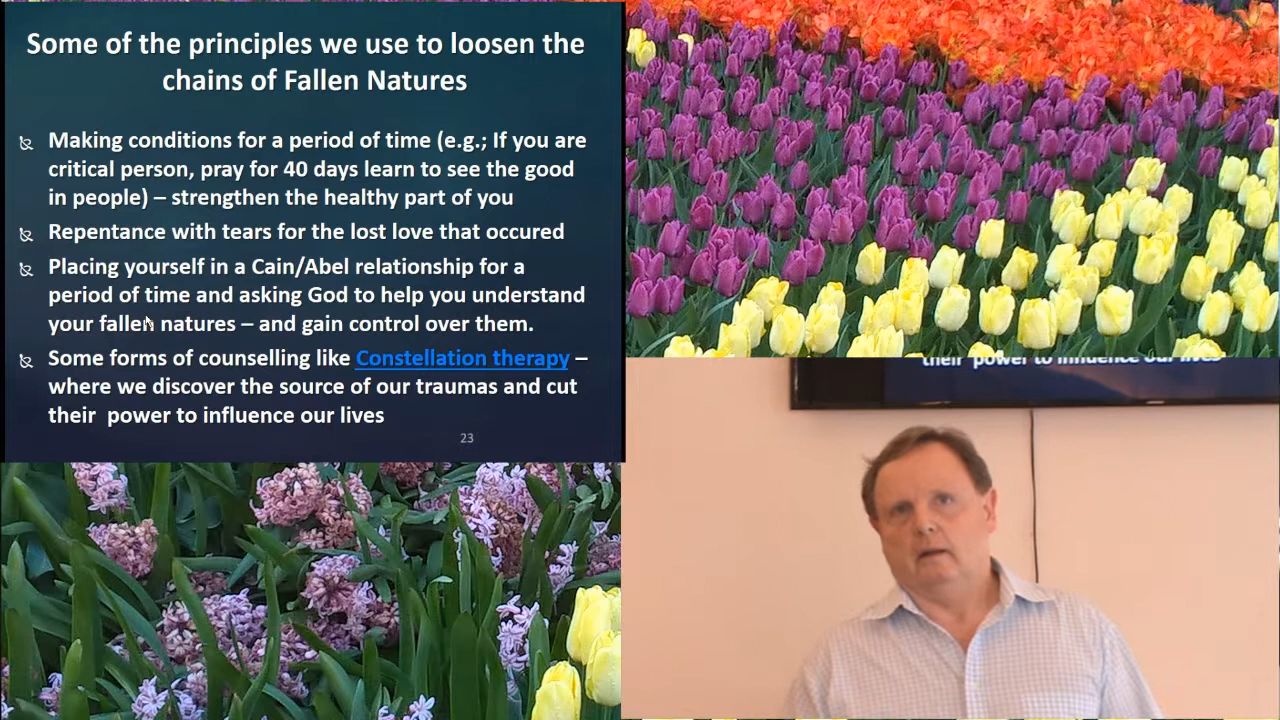 Some of the principles we use to loosen the
chains of Fallen Natures
Making conditions for a period of time (e.g.; If you are
critical person, pray for 40 days learn to see the good
in people) – strengthen the healthy part of you
Repentance with tears for the lost love that occured
Placing yourself in a Cain/Abel relationship for a
period of time and asking God to help you understand
your fallen natures – and gain control over them.
Some forms of counselling like Constellation therapy –
where we discover the source of our traumas and cut
their power to influence our lives
23
their power to influence our lives